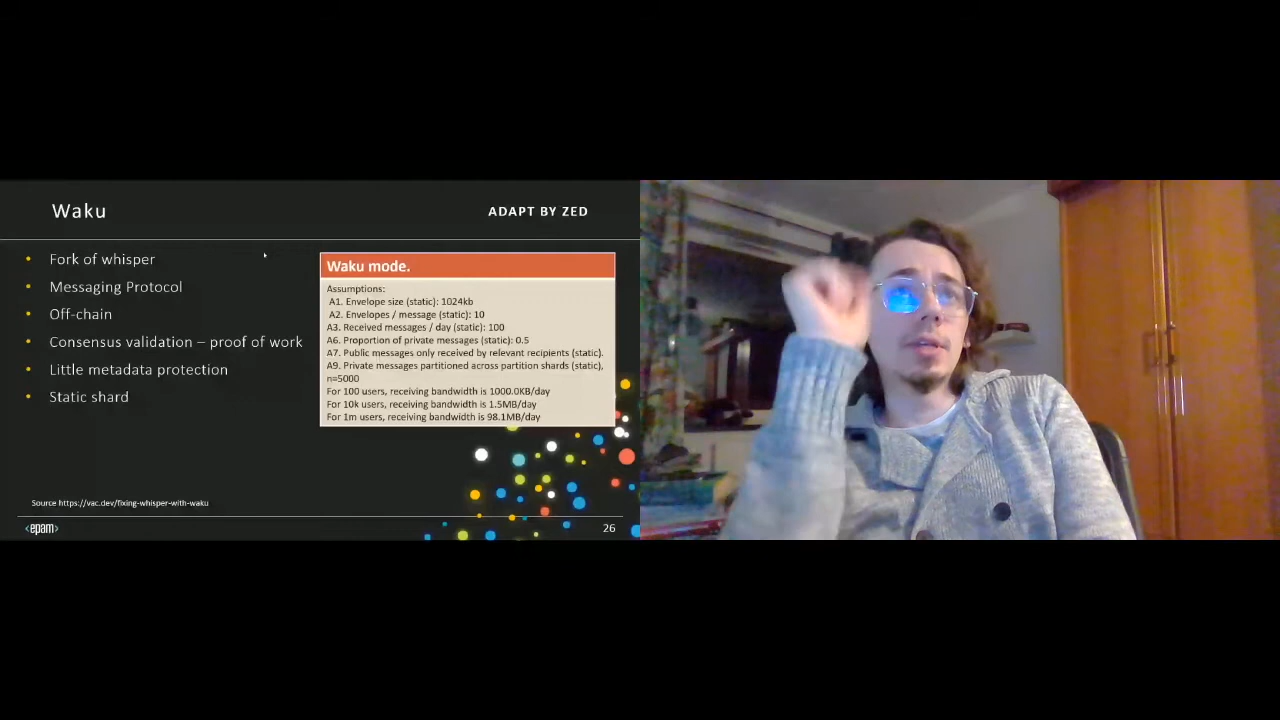 Waku
ADAPT BY ZED
• Fork of whisper
• Messaging Protocol
• Off-chain
• Consensus validation – proof of work
• Little metadata protection
• Static shard
Waku mode.
Assumptions:
A1. Envelope size (static): 1024kb
A2. Envelopes / message (static): 10
A3. Received messages / day (static): 100
A6. Proportion of private messages (static): 0.5
A7. Public messages only received by relevant recipients (static).
A9. Private messages partitioned across partition shards (static),
n=5000
For 100 users, receiving bandwidth is 1000.0KB/day
For 10k users, receiving bandwidth is 1.5MB/day
For 1m users, receiving bandwidth is 98.1MB/day
Source https://vac.dev/fixing-whisper-with-waku
<epam>
26